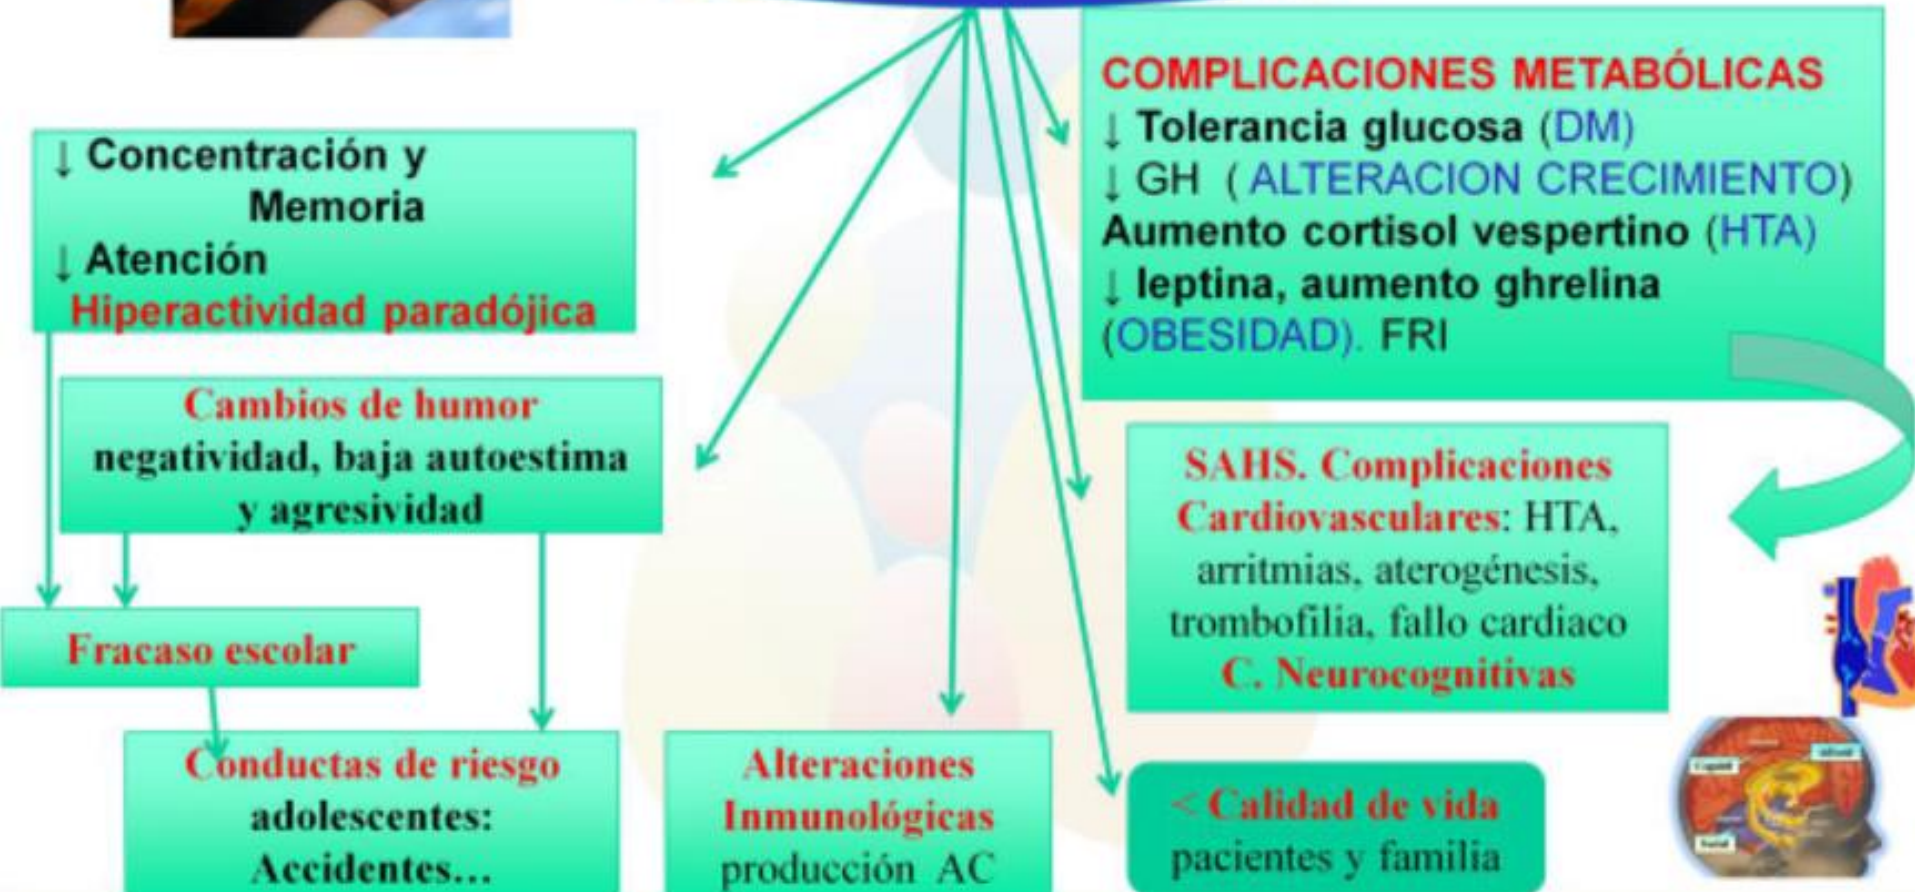 ↓ Concentración y
Memoria
↓ Atención
Hiperactividad paradójica
Cambios de humor
negatividad, baja autoestima
y agresividad
Fracaso escolar
Conductas de riesgo
adolescentes:
Accidentes...
Alteraciones
Inmunológicas
producción AC
COMPLICACIONES METABÓLICAS
↓ Tolerancia glucosa (DM)
↓ GH ( ALTERACION CRECIMIENTO)
Aumento cortisol vespertino (HTA)
↓ leptina, aumento ghrelina
(OBESIDAD). FRI
SAHS. Complicaciones
Cardiovasculares: HTA,
arritmias, aterogénesis,
trombofilia, fallo cardiaco
C. Neurocognitivas
< Calidad de vida
pacientes y familia